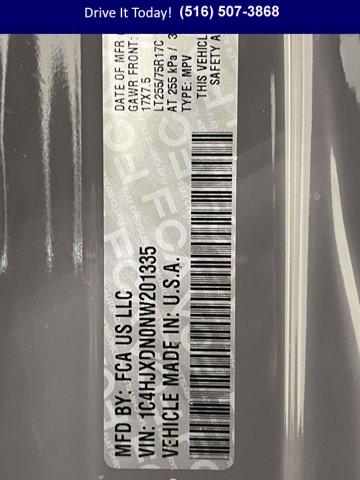 Drive It Today! (516) 507-3868
MFD BY: FCA US LLC
DATE OF MFR
GAWR FRONT:
17X7.5
LT255/75R17C
AT 255 kPa /
VIN: 1C4HJXDN0NW201335
TYPE: MPV
VEHICLE MADE IN: U.S.A.
THIS VEHICL
SAFETY A